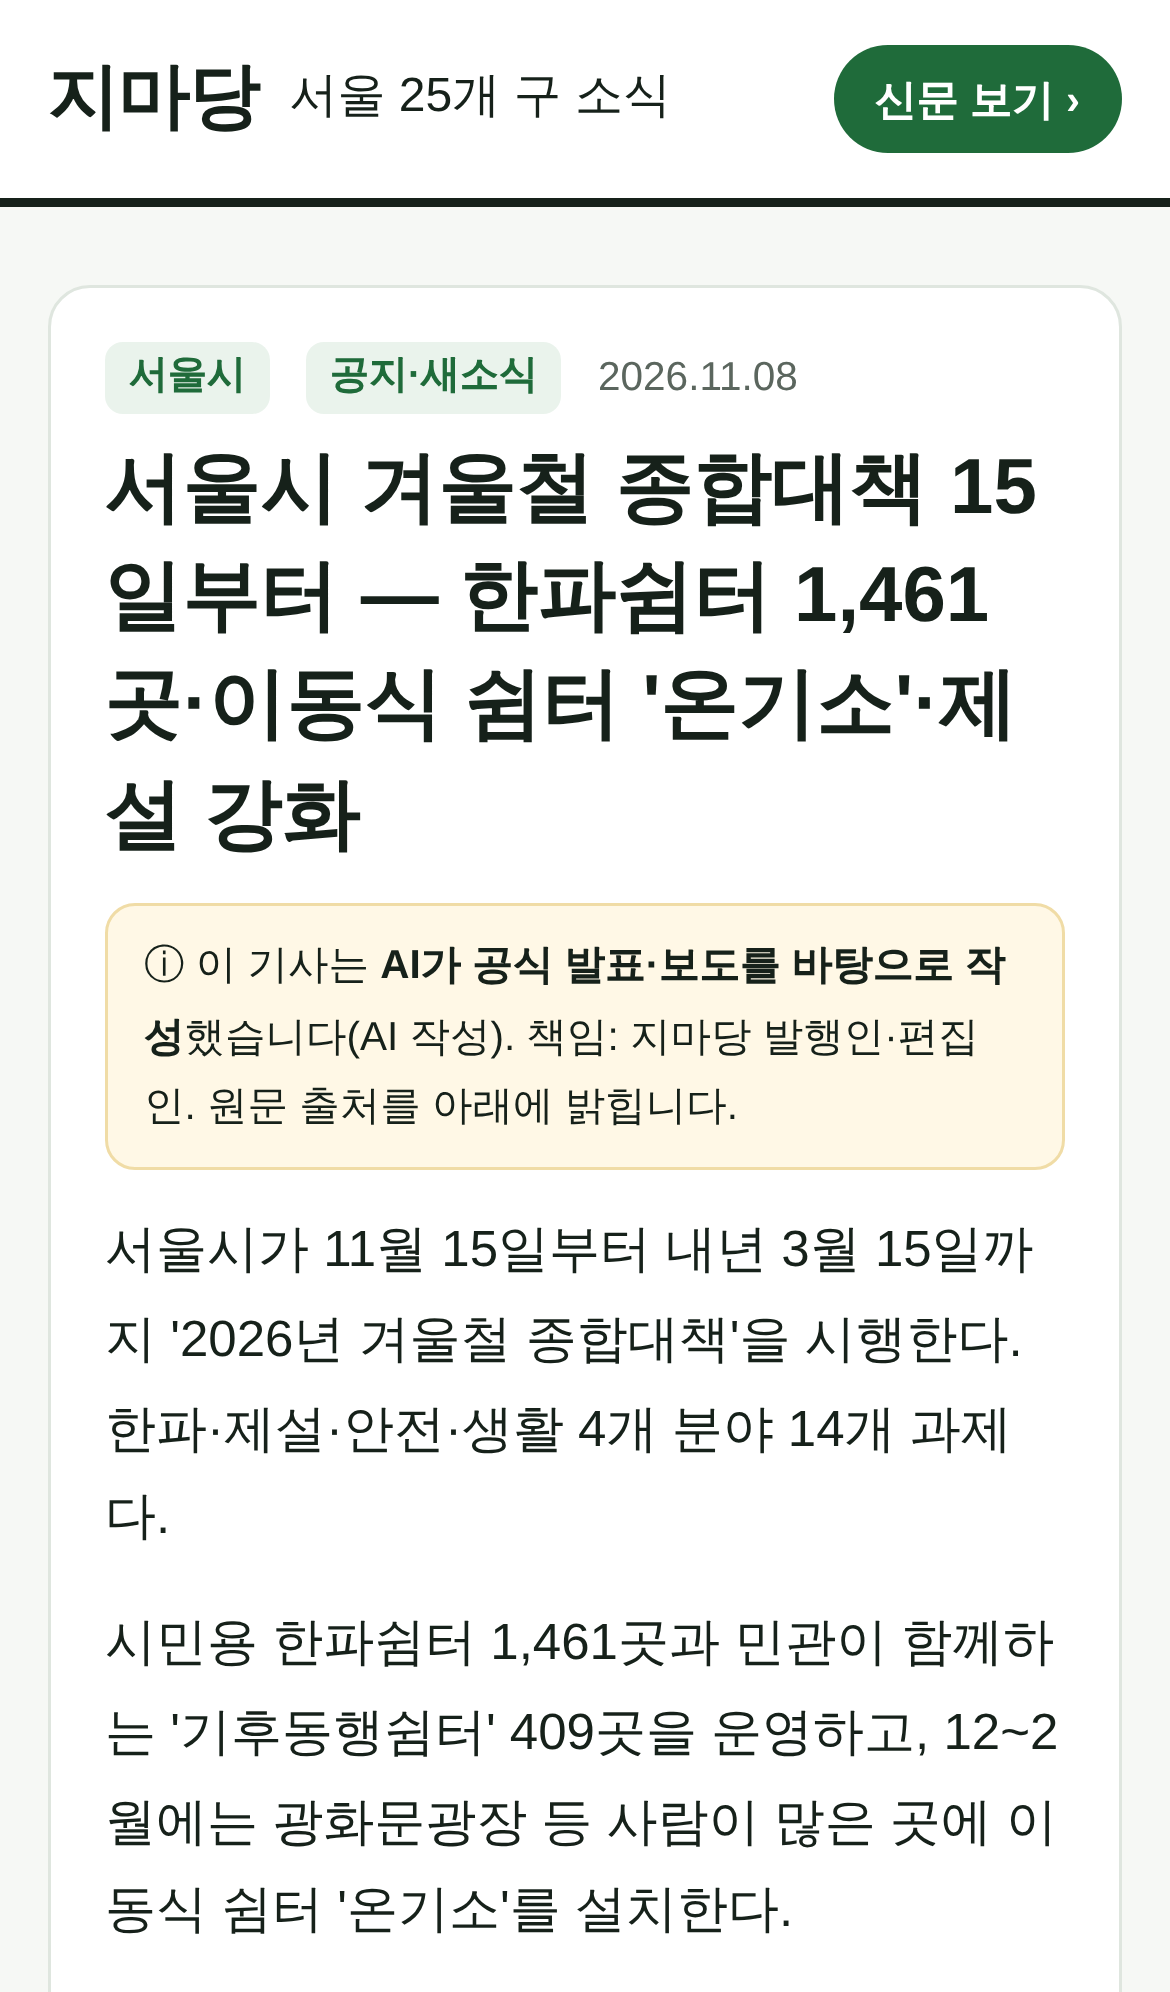 지마당 서울 25개 구 소식 신문 보기 ›
서울시 공지·새소식 2026.11.08
서울시 겨울철 종합대책 15
일부터 — 한파쉼터 1,461
곳·이동식 쉼터 '온기소'·제
설 강화
ⓘ 이 기사는 AI가 공식 발표·보도를 바탕으로 작
성했습니다(AI 작성). 책임: 지마당 발행인·편집
인. 원문 출처를 아래에 밝힙니다.
서울시가 11월 15일부터 내년 3월 15일까
지 '2026년 겨울철 종합대책'을 시행한다.
한파·제설·안전·생활 4개 분야 14개 과제
다.
시민용 한파쉼터 1,461곳과 민관이 함께하
는 '기후동행쉼터' 409곳을 운영하고, 12~2
월에는 광화문광장 등 사람이 많은 곳에 이
동식 쉼터 '온기소'를 설치한다.